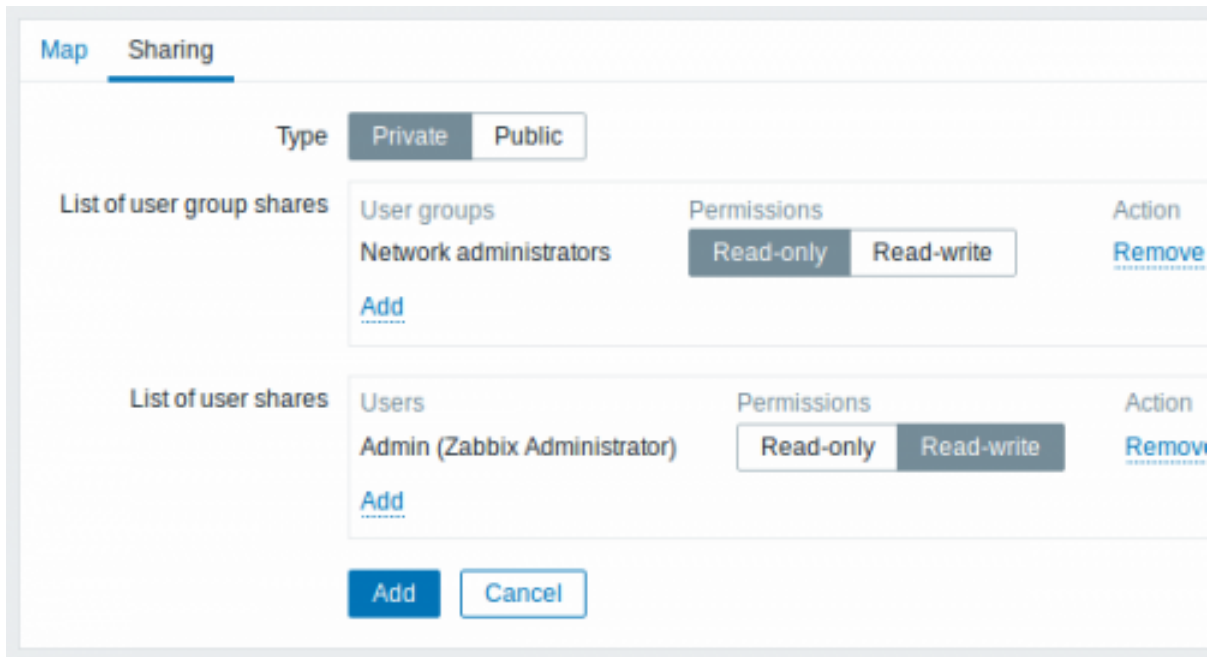 Map Sharing
Type Private Public
List of user group shares User groups Permissions Action
Network administrators Read-only Read-write Remove
Add
List of user shares Users Permissions Action
Admin (Zabbix Administrator) Read-only Read-write Remove
Add
Add Cancel